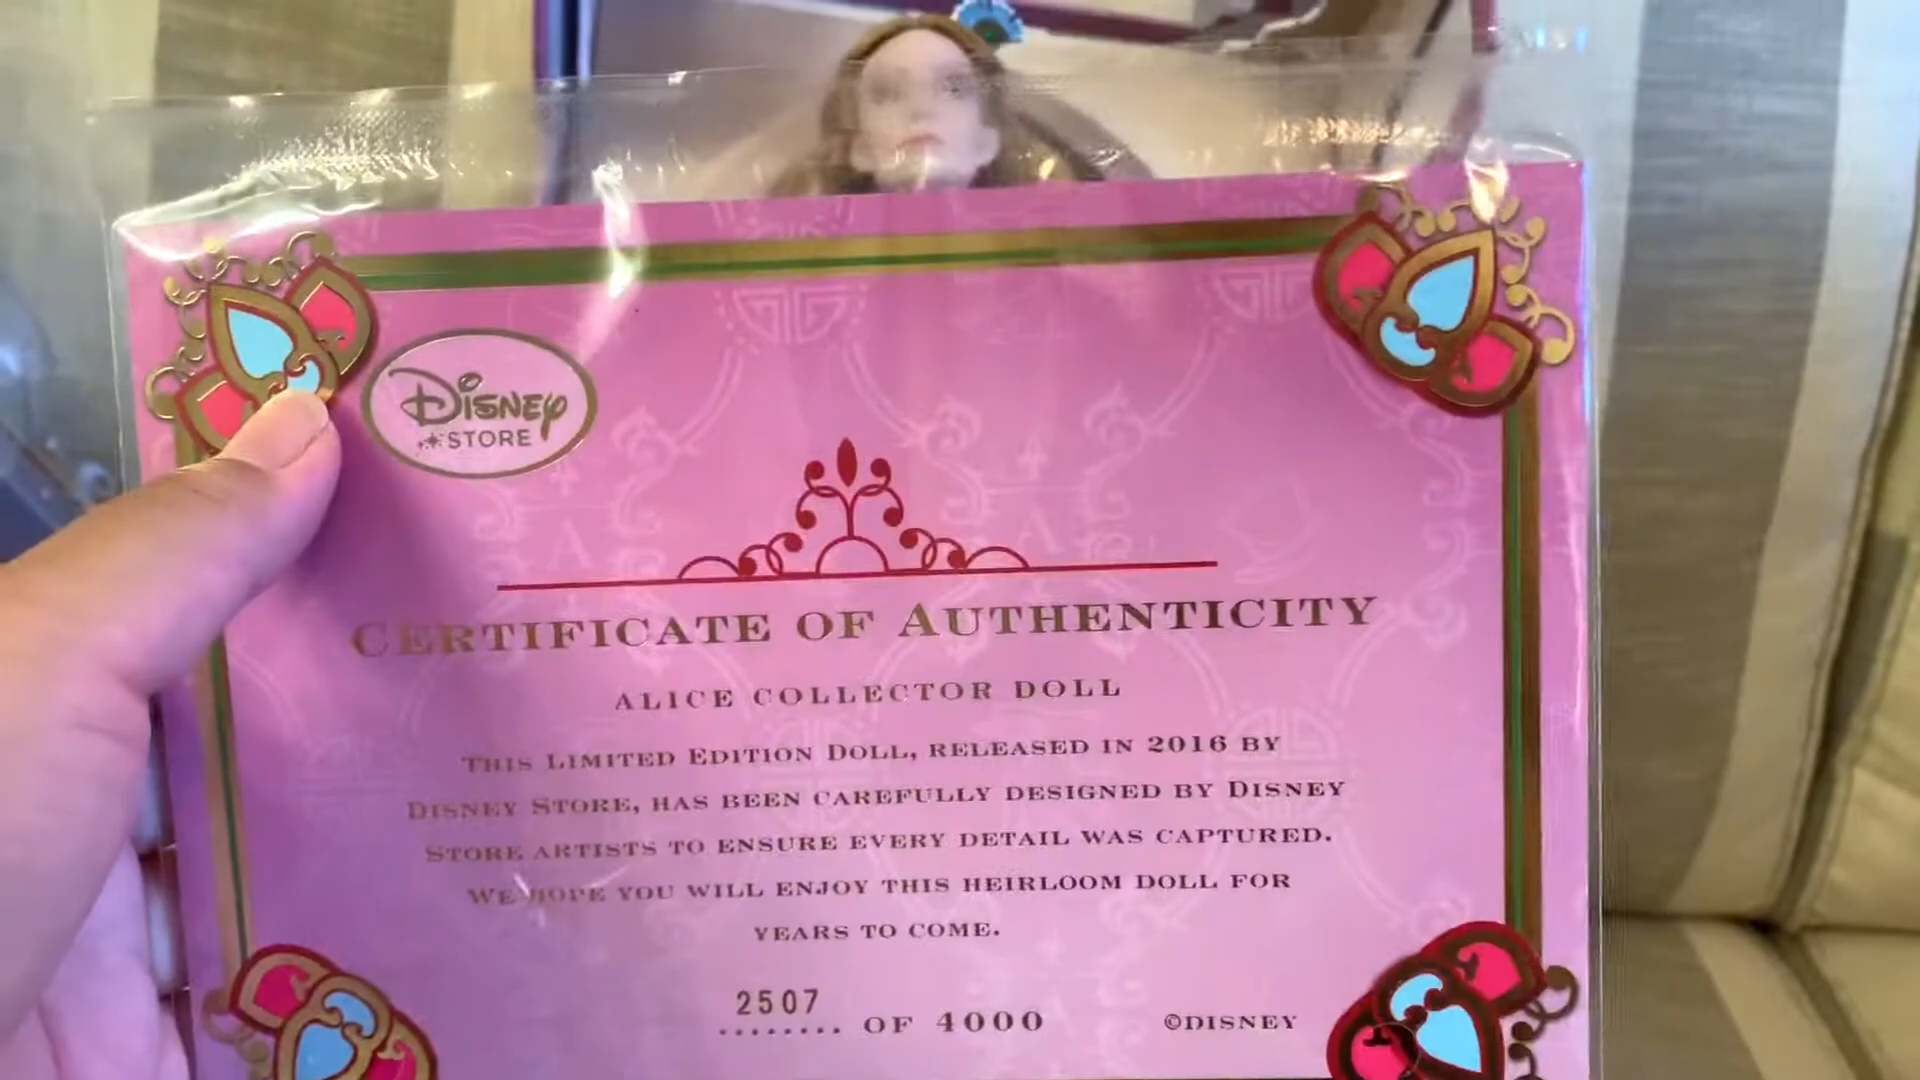 Disney
STORE
CERTIFICATE OF AUTHENTICITY
ALICE COLLECTOR DOLL
THIS LIMITED EDITION DOLL, RELEASED IN 2016 BY
DISNEY STORE, HAS BEEN CAREFULLY DESIGNED BY DISNEY
STORE ARTISTS TO ENSURE EVERY DETAIL WAS CAPTURED.
WE HOPE YOU WILL ENJOY THIS HEIRLOOM DOLL FOR
YEARS TO COME.
2507 OF 4000 ©DISNEY